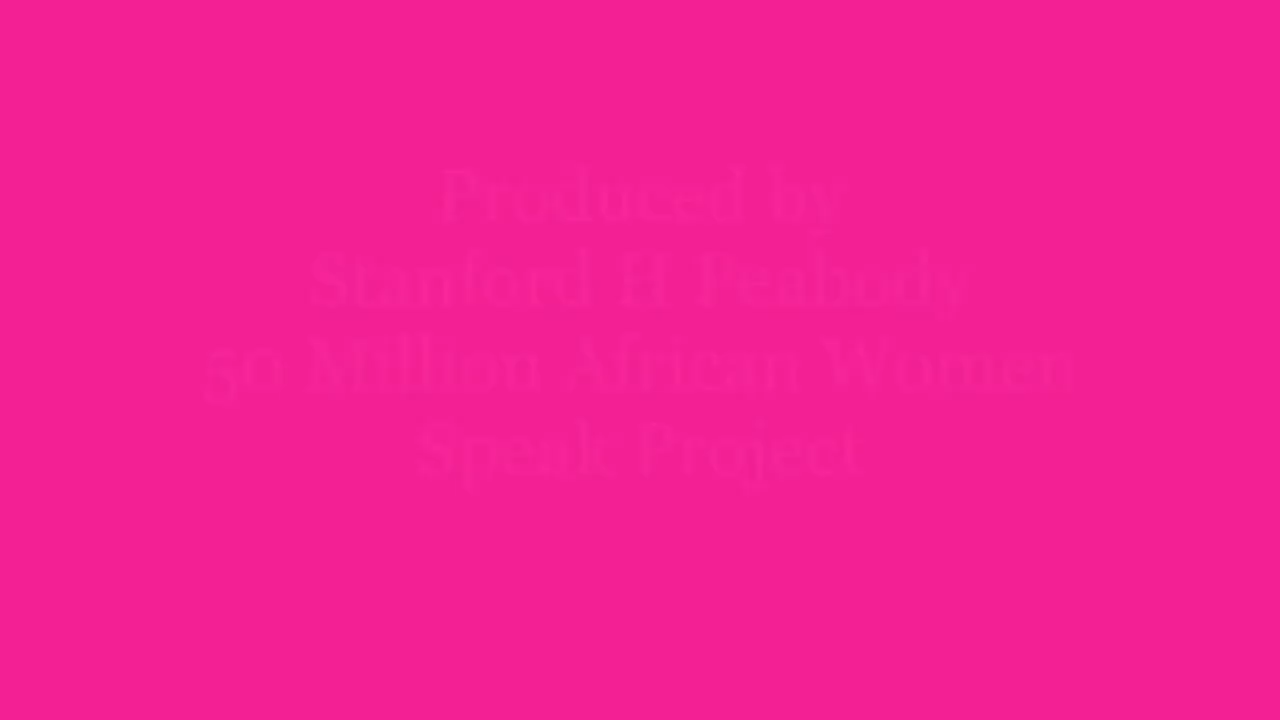 Produced by
Stanford H Peabody
50 Million African Women
Speak Project